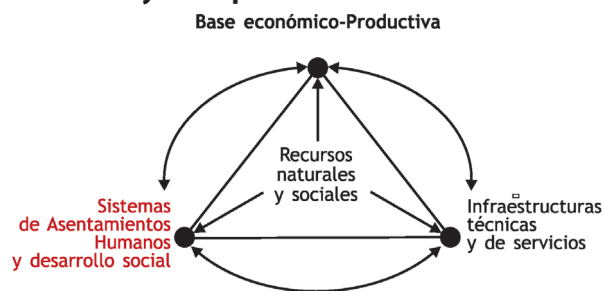 Base económico-Productiva
Recursos
naturales
y sociales
Sistemas
de Asentamientos
Humanos
y desarrollo social
Infraestructuras
técnicas
y de servicios